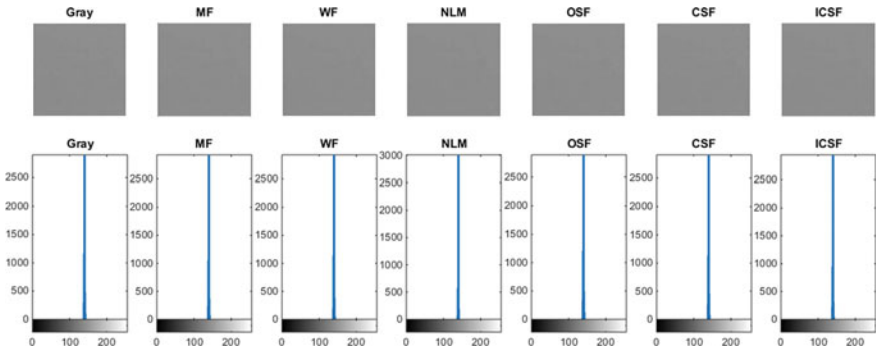 Gray MF WF NLM OSF CSF ICSF
Gray MF WF NLM OSF CSF ICSF
3000
2500 2500 2500 2500 2500 2500 2500
2000 2000 2000 2000 2000 2000 2000
1500 1500 1500 1500 1500 1500 1500
1000 1000 1000 1000 1000 1000 1000
500 500 500 500 500 500 500
0 0 0 0 0 0 0
0 100 200 0 100 200 0 100 200 0 100 200 0 100 200 0 100 200 0 100 200